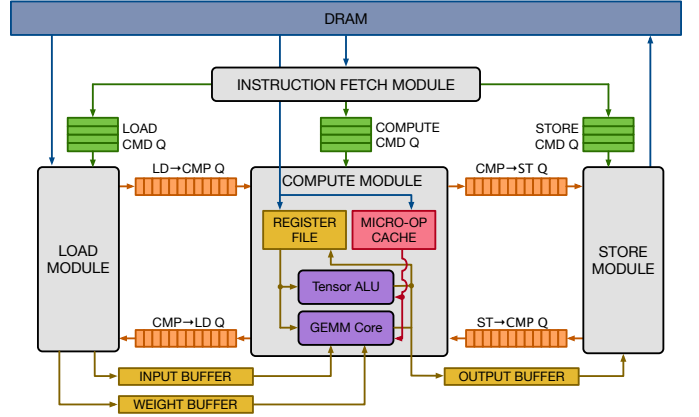 DRAM
INSTRUCTION FETCH MODULE
LOAD
CMD Q
COMPUTE
CMD Q
STORE
CMD Q
LD→CMP Q
COMPUTE MODULE
CMP→ST Q
REGISTER
FILE
MICRO-OP
CACHE
LOAD
MODULE
STORE
MODULE
Tensor ALU
CMP→LD Q
GEMM Core
ST→CMP Q
INPUT BUFFER
OUTPUT BUFFER
WEIGHT BUFFER